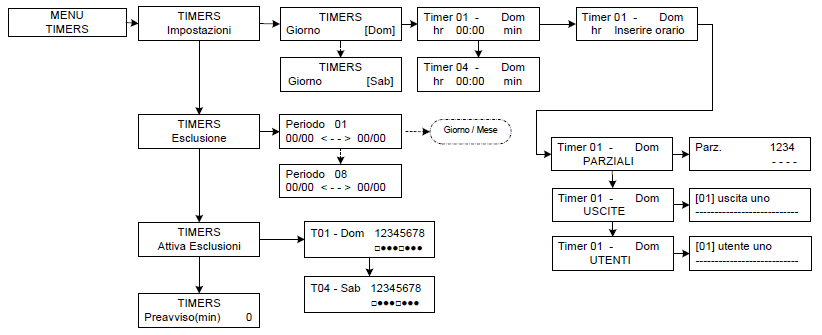 MENU
TIMERS
TIMERS
Impostazioni
TIMERS
Giorno [Dom]
TIMERS
Giorno [Sab]
Timer 01 - Dom
hr 00:00 min
Timer 04 - Dom
hr 00:00 min
Timer 01 - Dom
hr Inserire orario
Timer 01 - Dom
PARZIALI
Parz. 1234
- - - -
Timer 01 - Dom
USCITE
[01] uscita uno
---------------------------
Timer 01 - Dom
UTENTI
[01] utente uno
---------------------------
TIMERS
Esclusione
Periodo 01
00/00 < - - > 00/00
Giorno / Mese
Periodo 08
00/00 < - - > 00/00
TIMERS
Attiva Esclusioni
T01 - Dom 12345678
□●●●□●●●
T04 - Sab 12345678
□●●●□●●●
TIMERS
Preavviso(min) 0